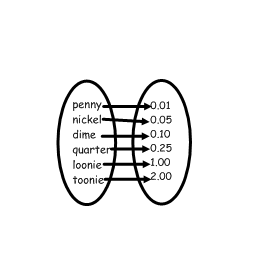 penny 0.01
nickel 0.05
dime 0.10
quarter 0.25
loonie 1.00
toonie 2.00